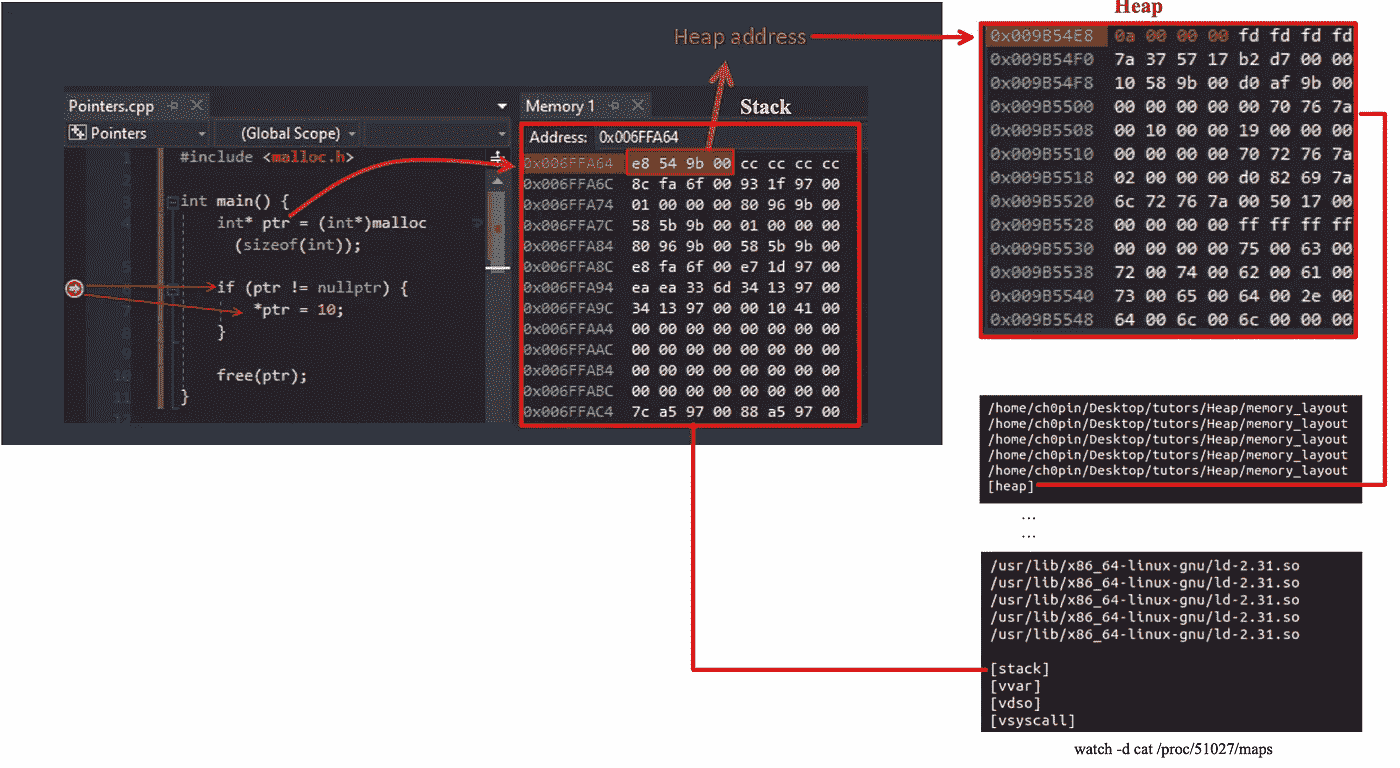 Heap
Heap address
0x009B54E8 0a 00 00 00 fd fd fd fd
0x009B54F0 7a 37 57 17 b2 d7 00 00
0x009B54F8 10 58 9b 00 d0 af 9b 00
0x009B5500 00 00 00 00 00 70 76 7a
0x009B5508 00 10 00 00 19 00 00 00
0x009B5510 00 00 00 00 70 72 76 7a
0x009B5518 02 00 00 00 d0 82 69 7a
0x009B5520 6c 72 76 7a 00 50 17 00
0x009B5528 00 00 00 00 ff ff ff ff
0x009B5530 00 00 00 00 75 00 63 00
0x009B5538 72 00 74 00 62 00 61 00
0x009B5540 73 00 65 00 64 00 2e 00
0x009B5548 64 00 6c 00 6c 00 00 00
Pointers.cpp
Pointers (Global Scope)
1 #include <malloc.h>
int main() {
int* ptr = (int*)malloc
(sizeof(int));
if (ptr != nullptr) {
*ptr = 10;
}
10 free(ptr);
11 }
Memory 1 Stack
Address: 0x006FFA64
0x006FFA64 e8 54 9b 00 cc cc cc cc
0x006FFA6C 8c fa 6f 00 93 1f 97 00
0x006FFA74 01 00 00 00 80 96 9b 00
0x006FFA7C 58 5b 9b 00 01 00 00 00
0x006FFA84 80 96 9b 00 58 5b 9b 00
0x006FFA8C e8 fa 6f 00 e7 1d 97 00
0x006FFA94 ea ea 33 6d 34 13 97 00
0x006FFA9C 34 13 97 00 00 10 41 00
0x006FFAA4 00 00 00 00 00 00 00 00
0x006FFAAC 00 00 00 00 00 00 00 00
0x006FFAB4 00 00 00 00 00 00 00 00
0x006FFABC 00 00 00 00 00 00 00 00
0x006FFAC4 7c a5 97 00 88 a5 97 00
/home/ch0pin/Desktop/tutors/Heap/memory_layout
/home/ch0pin/Desktop/tutors/Heap/memory_layout
/home/ch0pin/Desktop/tutors/Heap/memory_layout
/home/ch0pin/Desktop/tutors/Heap/memory_layout
/home/ch0pin/Desktop/tutors/Heap/memory_layout
[heap]
...
...
/usr/lib/x86_64-linux-gnu/ld-2.31.so
/usr/lib/x86_64-linux-gnu/ld-2.31.so
/usr/lib/x86_64-linux-gnu/ld-2.31.so
/usr/lib/x86_64-linux-gnu/ld-2.31.so
/usr/lib/x86_64-linux-gnu/ld-2.31.so
[stack]
[vvar]
[vdso]
[vsyscall]
watch -d cat /proc/51027/maps